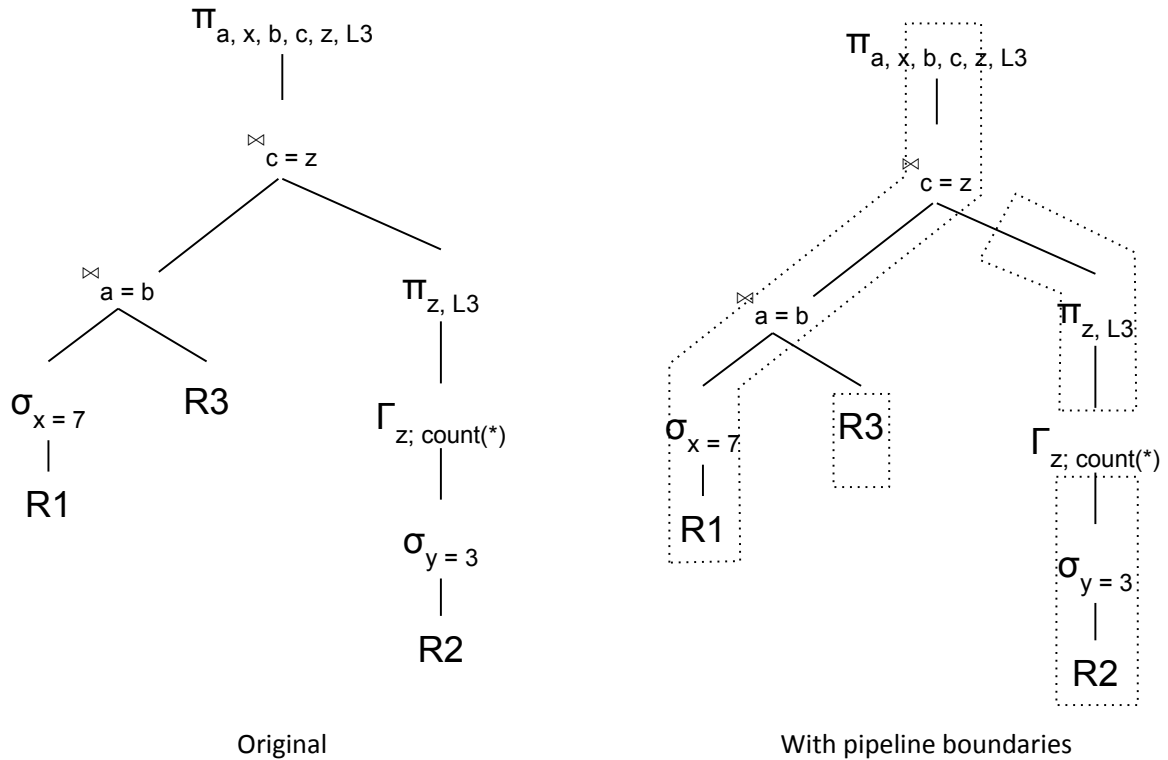 π a, x, b, c, z, L3
⋈ c = z
⋈ a = b
π z, L3
σ x = 7
R3
Γ z; count(*)
R1
σ y = 3
R2
Original
π a, x, b, c, z, L3
⋈ c = z
⋈ a = b
π z, L3
σ x = 7
R3
Γ z; count(*)
R1
σ y = 3
R2
With pipeline boundaries